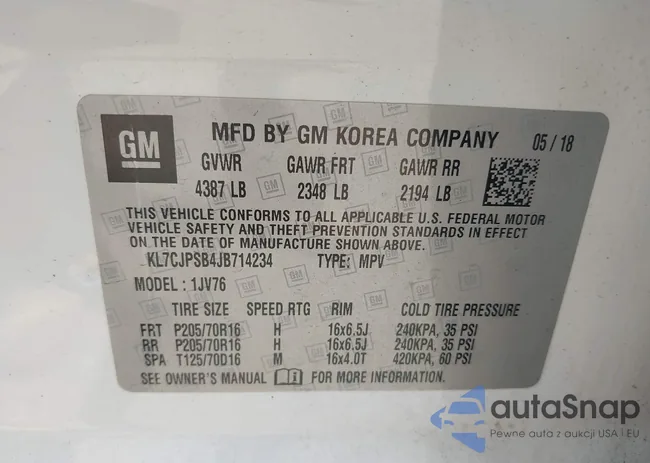 GM MFD BY GM KOREA COMPANY 05/18
GVWR GAWR FRT GAWR RR
4387 LB 2348 LB 2194 LB
THIS VEHICLE CONFORMS TO ALL APPLICABLE U.S. FEDERAL MOTOR
VEHICLE SAFETY AND THEFT PREVENTION STANDARDS IN EFFECT
ON THE DATE OF MANUFACTURE SHOWN ABOVE.
KL7CJPSB4JB714234 TYPE: MPV
MODEL : 1JV76
TIRE SIZE SPEED RTG RIM COLD TIRE PRESSURE
FRT P205/70R16 H 16x6.5J 240KPA, 35 PSI
RR P205/70R16 H 16x6.5J 240KPA, 35 PSI
SPA T125/70D16 M 16x4.0T 420KPA, 60 PSI
SEE OWNER'S MANUAL FOR MORE INFORMATION.
autaSnap
Pewne auta z aukcji USA i EU